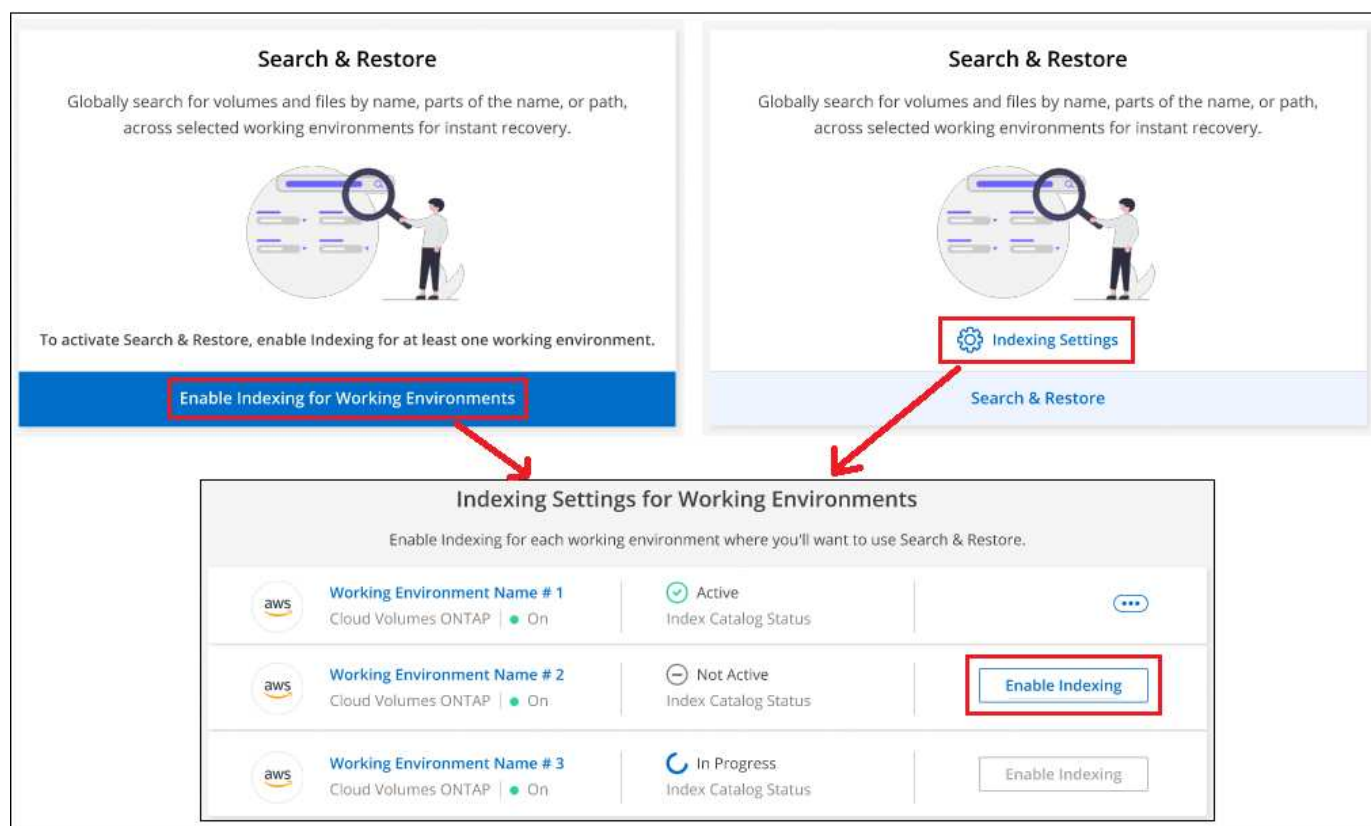 Search & Restore
Globally search for volumes and files by name, parts of the name, or path,
across selected working environments for instant recovery.
To activate Search & Restore, enable Indexing for at least one working environment.
Enable Indexing for Working Environments
Search & Restore
Globally search for volumes and files by name, parts of the name, or path,
across selected working environments for instant recovery.
Indexing Settings
Search & Restore
Indexing Settings for Working Environments
Enable Indexing for each working environment where you'll want to use Search & Restore.
aws
Working Environment Name # 1
Cloud Volumes ONTAP | On
Active
Index Catalog Status
aws
Working Environment Name # 2
Cloud Volumes ONTAP | On
Not Active
Index Catalog Status
Enable Indexing
aws
Working Environment Name # 3
Cloud Volumes ONTAP | On
In Progress
Index Catalog Status
Enable Indexing